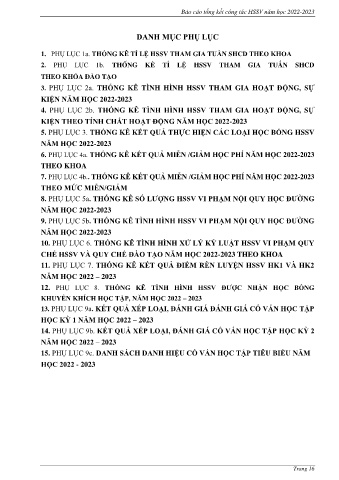 Báo cáo tổng kết công tác HSSV năm học 2022-2023
DANH MỤC PHỤ LỤC
1. PHỤ LỤC 1a. THỐNG KÊ TỈ LỆ HSSV THAM GIA TUẦN SHCD THEO KHOA
2. PHỤ LỤC 1b. THỐNG KÊ TỈ LỆ HSSV THAM GIA TUẦN SHCD
THEO KHÓA ĐÀO TẠO
3. PHỤ LỤC 2a. THỐNG KÊ TÌNH HÌNH HSSV THAM GIA HOẠT ĐỘNG, SỰ
KIỆN NĂM HỌC 2022-2023
4. PHỤ LỤC 2b. THỐNG KÊ TÌNH HÌNH HSSV THAM GIA HOẠT ĐỘNG, SỰ
KIỆN THEO TÍNH CHẤT HOẠT ĐỘNG NĂM HỌC 2022-2023
5. PHỤ LỤC 3. THỐNG KÊ KẾT QUẢ THỰC HIỆN CÁC LOẠI HỌC BỔNG HSSV
NĂM HỌC 2022-2023
6. PHỤ LỤC 4a. THỐNG KÊ KẾT QUẢ MIỄN /GIẢM HỌC PHÍ NĂM HỌC 2022-2023
THEO KHOA
7. PHỤ LỤC 4b.. THỐNG KÊ KẾT QUẢ MIỄN /GIẢM HỌC PHÍ NĂM HỌC 2022-2023
THEO MỨC MIỄN/GIẢM
8. PHỤ LỤC 5a. THỐNG KÊ SỐ LƯỢNG HSSV VI PHẠM NỘI QUY HỌC ĐƯỜNG
NĂM HỌC 2022-2023
9. PHỤ LỤC 5b. THỐNG KÊ TÌNH HÌNH HSSV VI PHẠM NỘI QUY HỌC ĐƯỜNG
NĂM HỌC 2022-2023
10. PHỤ LỤC 6. THỐNG KÊ TÌNH HÌNH XỬ LÝ KỶ LUẬT HSSV VI PHẠM QUY
CHẾ HSSV VÀ QUY CHẾ ĐÀO TẠO NĂM HỌC 2022-2023 THEO KHOA
11. PHỤ LỤC 7. THỐNG KÊ KẾT QUẢ ĐIỂM RÈN LUYỆN HSSV HK1 VÀ HK2
NĂM HỌC 2022 – 2023
12. PHỤ LỤC 8. THỐNG KÊ TÌNH HÌNH HSSV ĐƯỢC NHẬN HỌC BỔNG
KHUYẾN KHÍCH HỌC TẬP, NĂM HỌC 2022 – 2023
13. PHỤ LỤC 9a. KẾT QUẢ XẾP LOẠI, ĐÁNH GIÁ ĐÁNH GIÁ CỐ VẤN HỌC TẬP
HỌC KỲ 1 NĂM HỌC 2022 – 2023
14. PHỤ LỤC 9b. KẾT QUẢ XẾP LOẠI, ĐÁNH GIÁ CỐ VẤN HỌC TẬP HỌC KỲ 2
NĂM HỌC 2022 – 2023
15. PHỤ LỤC 9c. DANH SÁCH DANH HIỆU CỐ VẤN HỌC TẬP TIÊU BIỂU NĂM
HỌC 2022 - 2023
Trang 36